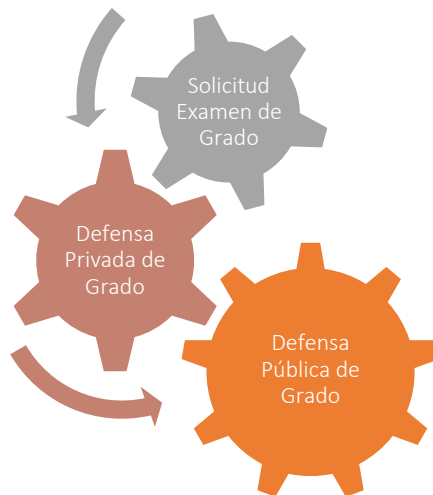 Solicitud
Examen de
Grado
Defensa
Privada de
Grado
Defensa
Pública de
Grado